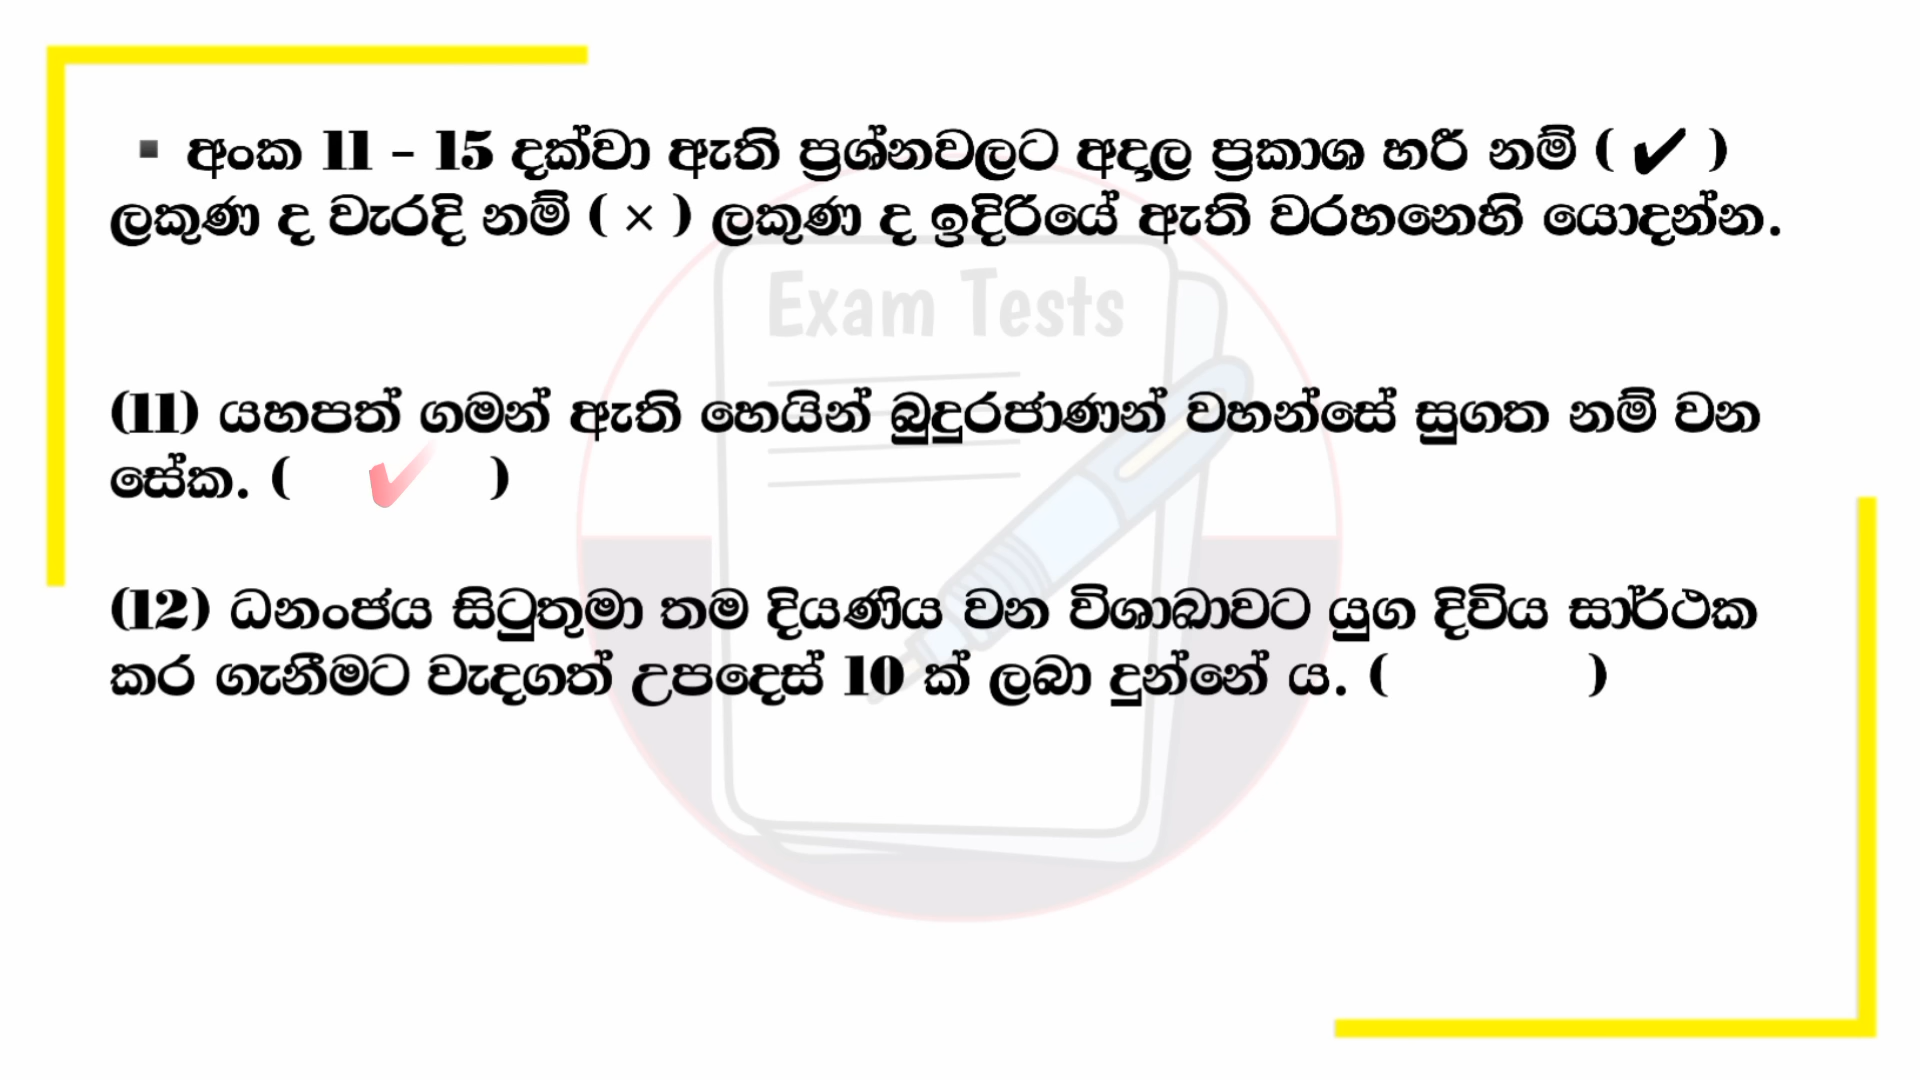 ▪ අංක 11 - 15 දක්වා ඇති ප්‍රශ්නවලට අදාල ප්‍රකාශ හරී නම් ( ✔ )
ලකුණ ද වැරදි නම් ( × ) ලකුණ ද ඉදිරියේ ඇති වරහනෙහි යොදන්න.
Exam Tests
(11) යහපත් ගමන් ඇති හෙයින් බුදුරජාණන් වහන්සේ සුගත නම් වන
සේක. ( ✔ )
(12) ධනංජය සිටුතුමා තම දියණිය වන විශාඛාවට යුග දිවිය සාර්ථක
කර ගැනීමට වැදගත් උපදෙස් 10 ක් ලබා දුන්නේ ය. ( )